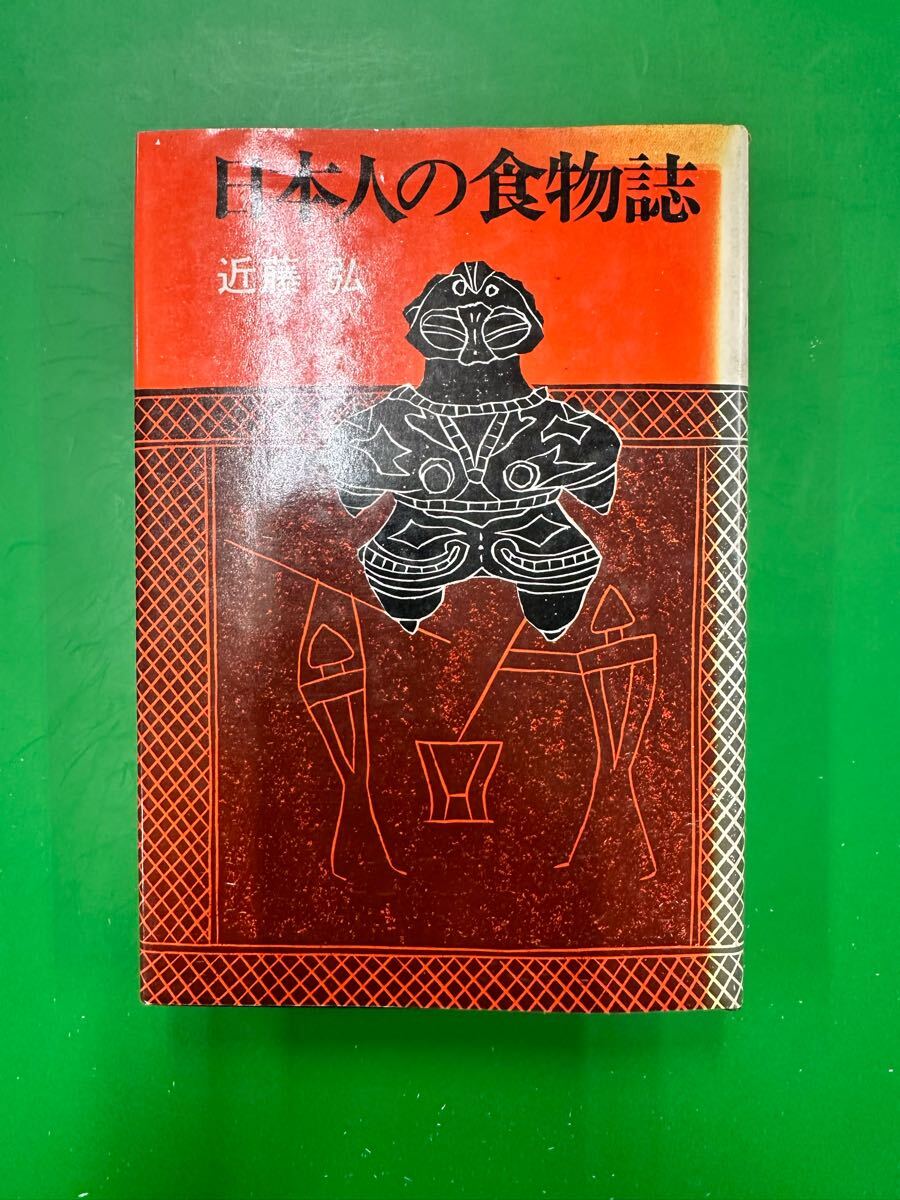 日本人の食物誌
近藤 弘